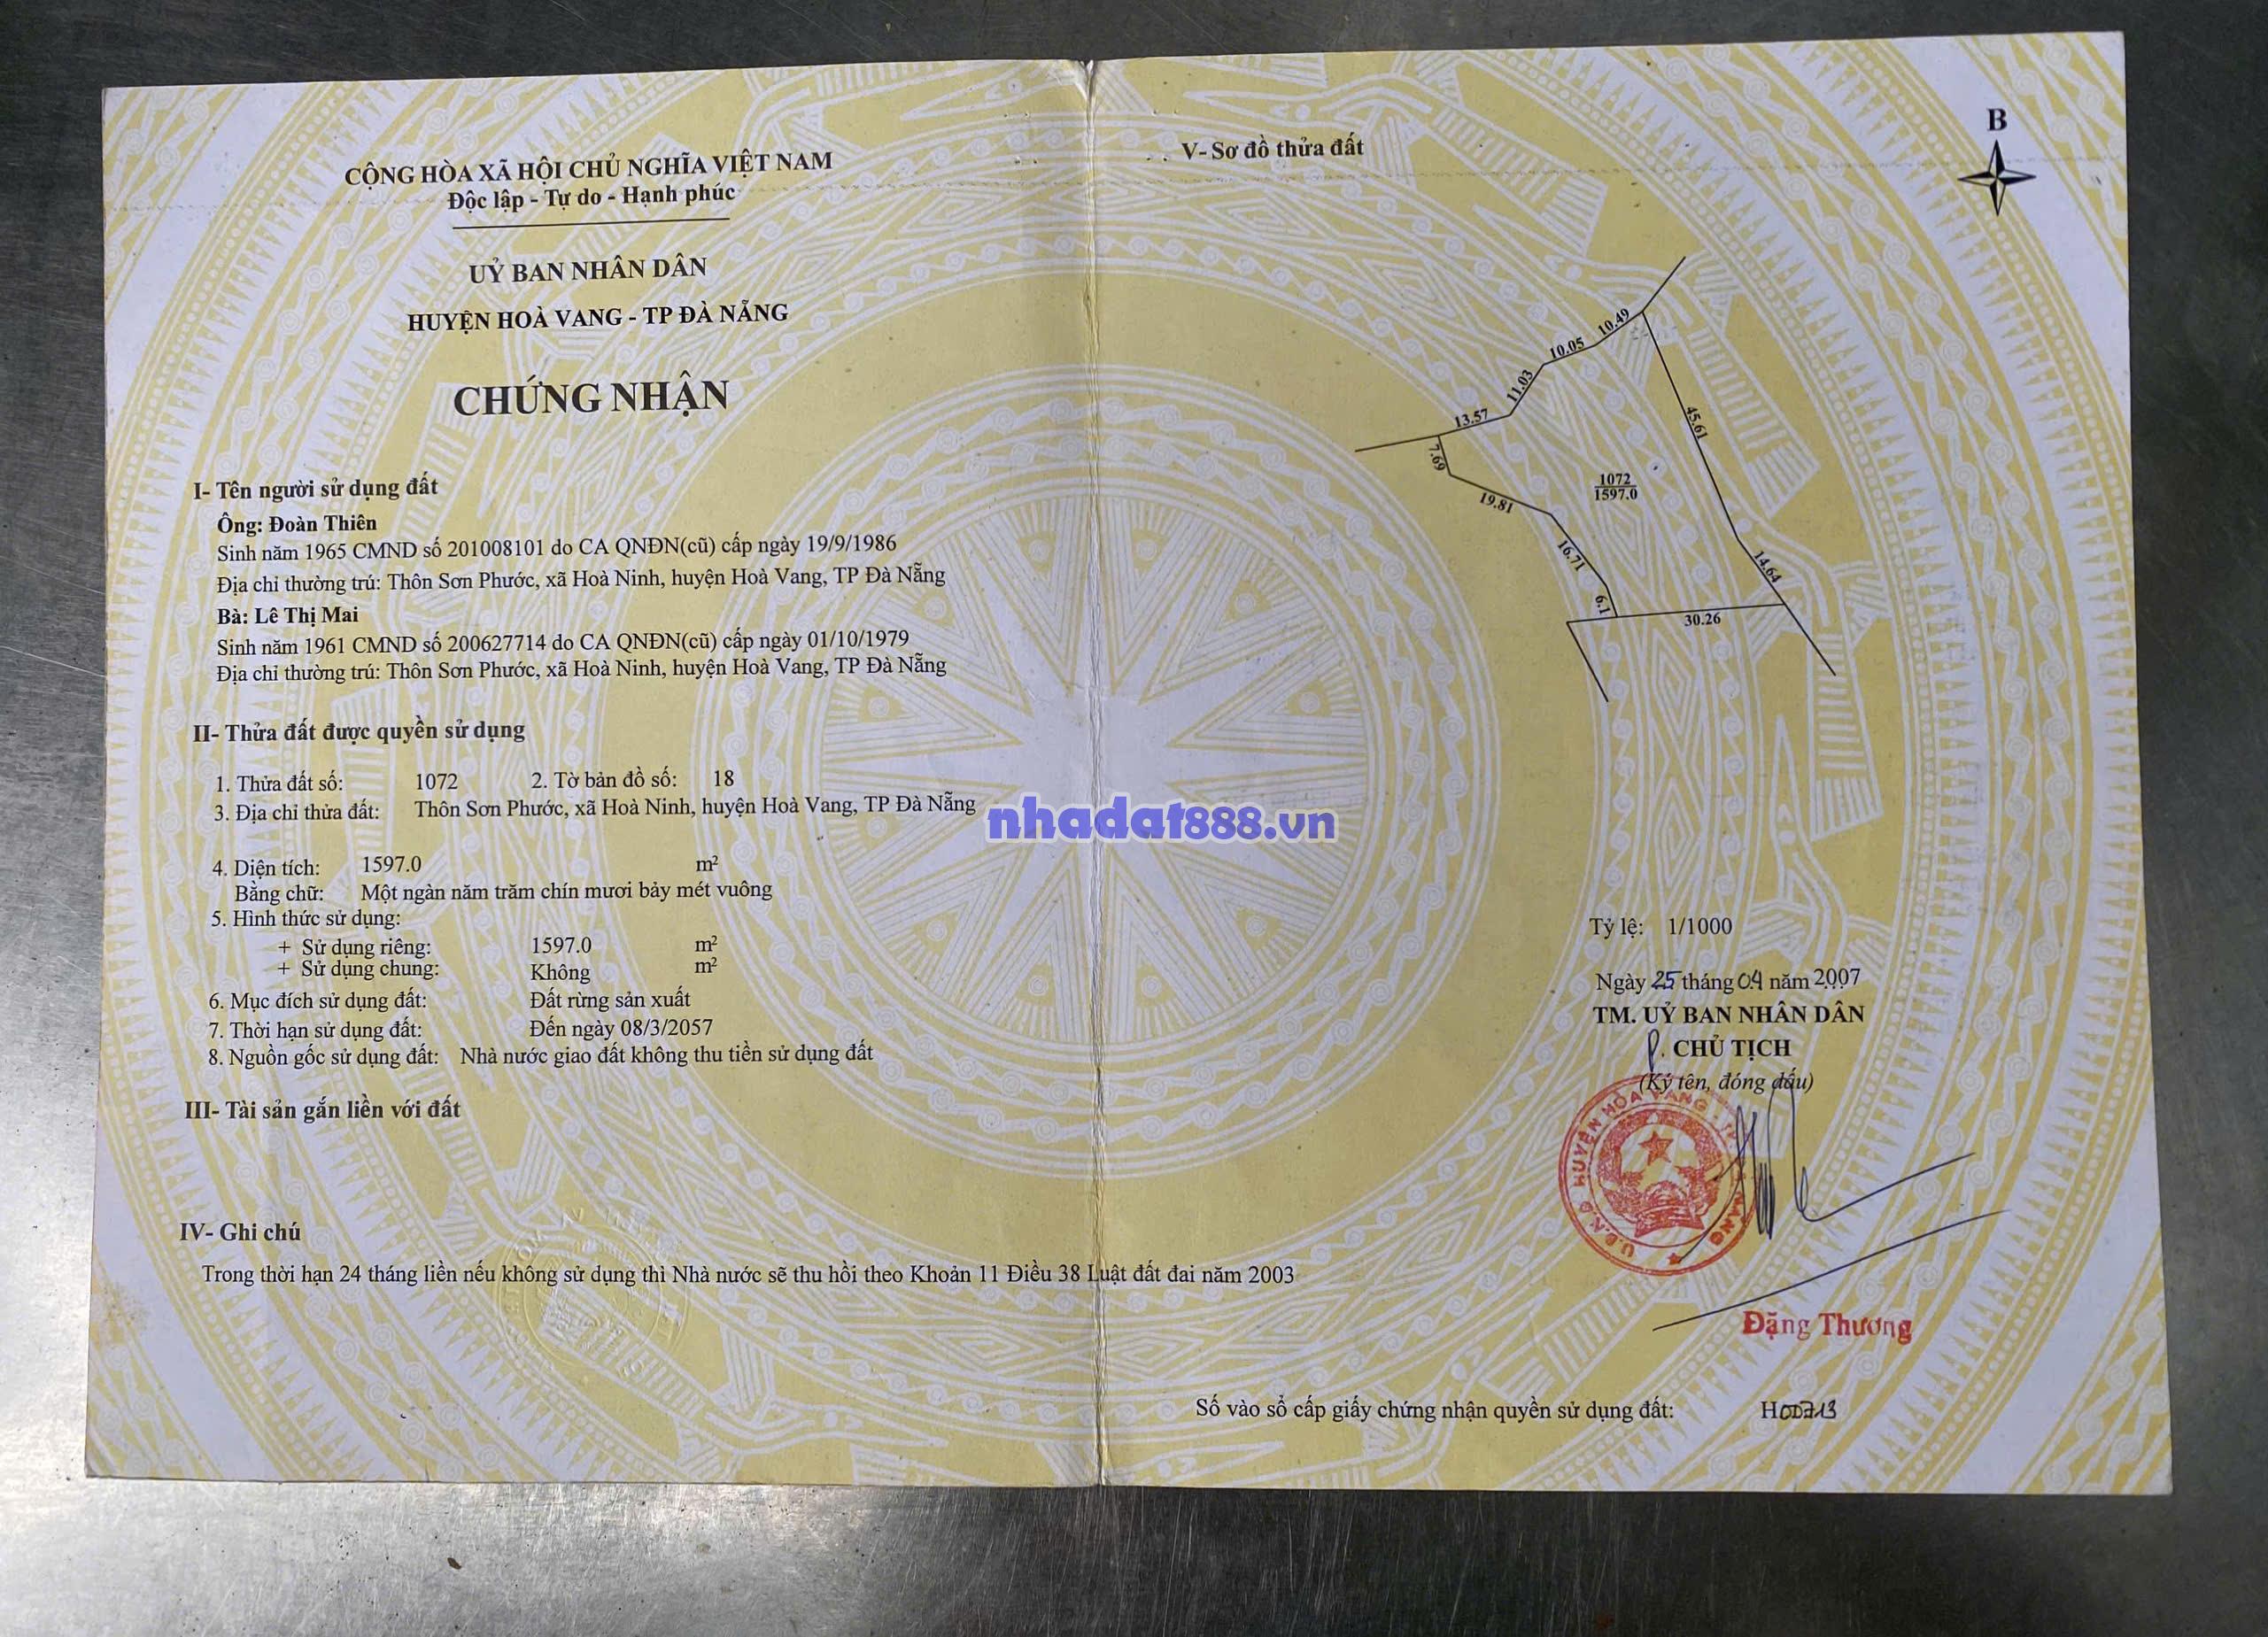 CỘNG HÒA XÃ HỘI CHỦ NGHĨA VIỆT NAM
Độc lập - Tự do - Hạnh phúc
UỶ BAN NHÂN DÂN
HUYỆN HOÀ VANG - TP ĐÀ NẴNG
CHỨNG NHẬN
I- Tên người sử dụng đất
Ông: Đoàn Thiên
Sinh năm 1965 CMND số 201008101 do CA QNĐN(cũ) cấp ngày 19/9/1986
Địa chỉ thường trú: Thôn Sơn Phước, xã Hoà Ninh, huyện Hoà Vang, TP Đà Nẵng
Bà: Lê Thị Mai
Sinh năm 1961 CMND số 200627714 do CA QNĐN(cũ) cấp ngày 01/10/1979
Địa chỉ thường trú: Thôn Sơn Phước, xã Hoà Ninh, huyện Hoà Vang, TP Đà Nẵng
II- Thửa đất được quyền sử dụng
1. Thửa đất số: 1072 2. Tờ bản đồ số: 18
3. Địa chỉ thửa đất: Thôn Sơn Phước, xã Hoà Ninh, huyện Hoà Vang, TP Đà Nẵng
4. Diện tích: 1597.0 m²
Bằng chữ: Một ngàn năm trăm chín mươi bảy mét vuông
5. Hình thức sử dụng:
+ Sử dụng riêng: 1597.0 m²
+ Sử dụng chung: Không m²
6. Mục đích sử dụng đất: Đất rừng sản xuất
7. Thời hạn sử dụng đất: Đến ngày 08/3/2057
8. Nguồn gốc sử dụng đất: Nhà nước giao đất không thu tiền sử dụng đất
III- Tài sản gắn liền với đất
IV- Ghi chú
Trong thời hạn 24 tháng liền nếu không sử dụng thì Nhà nước sẽ thu hồi theo Khoản 11 Điều 38 Luật đất đai năm 2003
nhadat888.vn
V- Sơ đồ thửa đất
B
10.49
10.05
11.03
13.57
7.69
19.81
16.71
6.1
30.26
14.64
45.61
1072
1597.0
Tỷ lệ: 1/1000
Ngày 25 tháng 04 năm 2007
TM. UỶ BAN NHÂN DÂN
P. CHỦ TỊCH
(Ký tên, đóng dấu)
U.B.N.D HUYỆN HÒA VANG - TP ĐÀ NẴNG
Đặng Thương
Số vào sổ cấp giấy chứng nhận quyền sử dụng đất: H00713